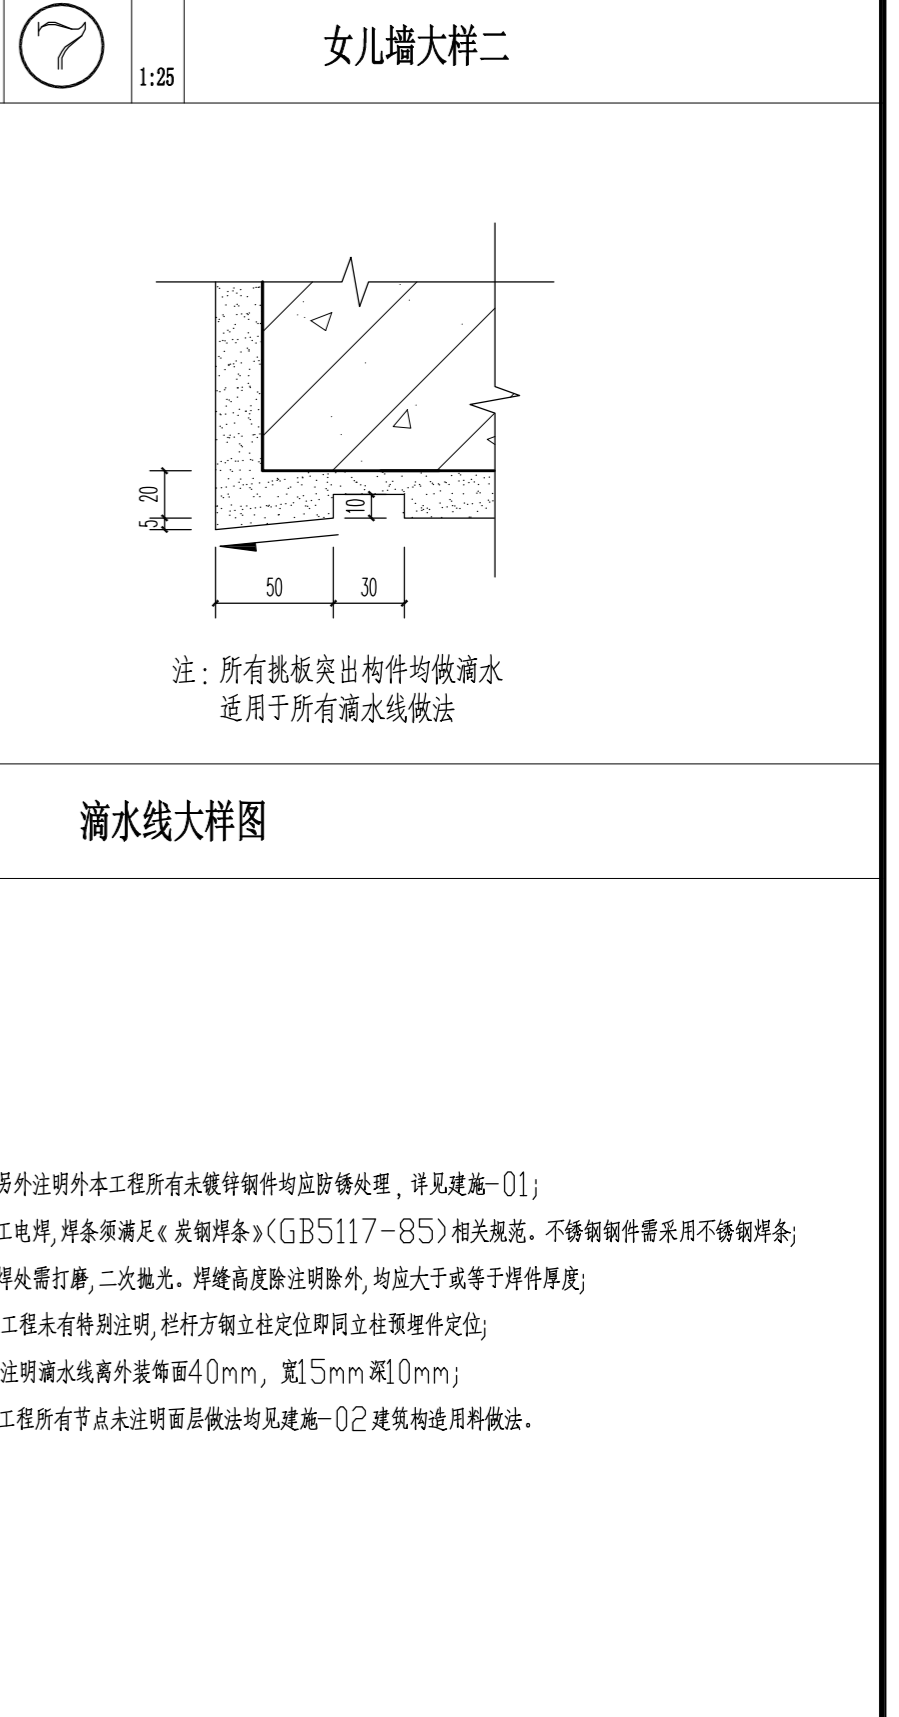 7
1:25
女儿墙大样二
20
5
10
50
30
注：所有挑板突出构件均做滴水
适用于所有滴水线做法
滴水线大样图
另外注明外本工程所有未镀锌钢件均应防锈处理，详见建施-01;
工电焊,焊条须满足《炭钢焊条》(GB5117-85)相关规范。不锈钢钢件需采用不锈钢焊条;
焊处需打磨,二次抛光。焊缝高度除注明除外,均应大于或等于焊件厚度;
工程未有特别注明,栏杆方钢立柱定位即同立柱预埋件定位;
注明滴水线离外装饰面40mm，宽15mm深10mm;
工程所有节点未注明面层做法均见建施-02建筑构造用料做法。